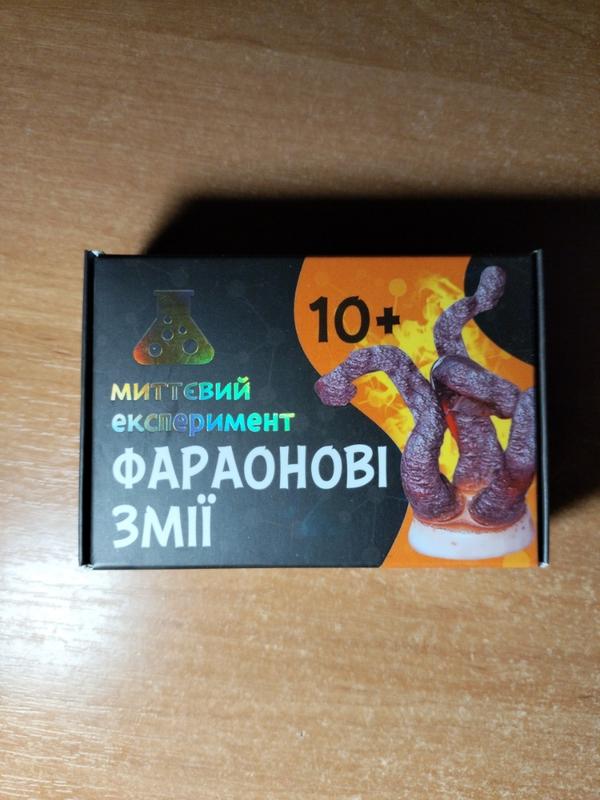 10+
миттєвий
експеримент
ФАРАОНОВІ
ЗМІЇ